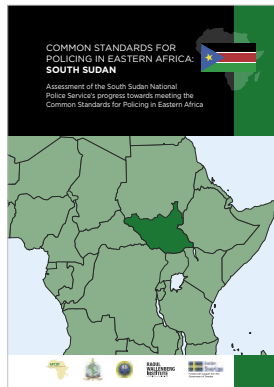 COMMON STANDARDS FOR
POLICING IN EASTERN AFRICA:
SOUTH SUDAN
Assessment of the South Sudan National
Police Service's progress towards meeting the
Common Standards for Policing in Eastern Africa
RAOUL
WALLENBERG
INSTITUTE